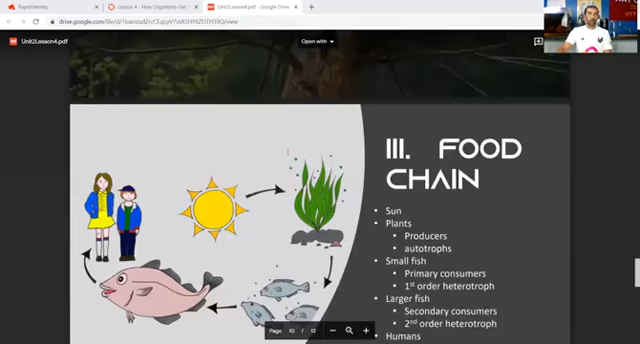 RapidIdentity
Lesson 4 - How Organisms Get
Unit2Lesson4.pdf - Google Drive
Unit2Lesson4.pdf
Open with
III. FOOD
CHAIN
Sun
Plants
Producers
autotrophs
Small fish
Primary consumers
1st order heterotroph
Larger fish
Secondary consumers
2nd order heterotroph
Humans
Page 10 / 12